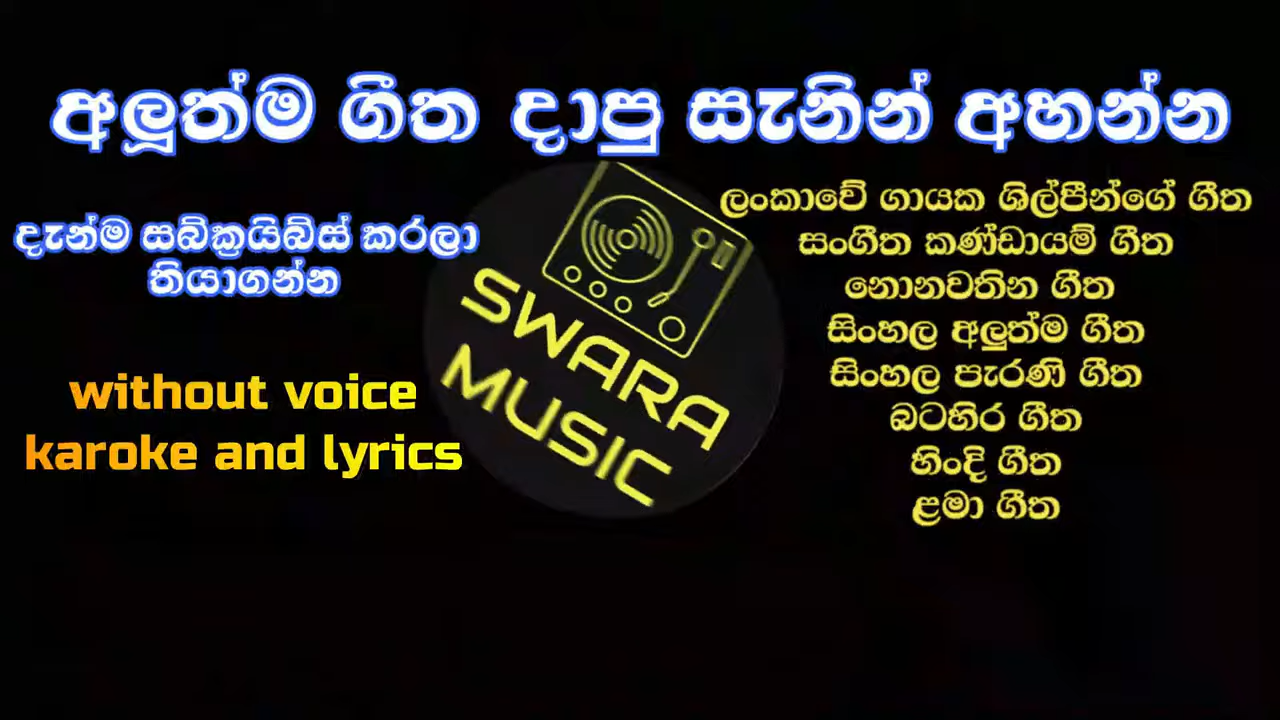 අලුත්ම ගීත දාපු සැනින් අහන්න
දැන්ම සබ්ක්‍රයිබ්ස් කරලා
තියාගන්න
without voice
karoke and lyrics
SWARA
MUSIC
ලංකාවේ ගායක ශිල්පීන්ගේ ගීත
සංගීත කණ්ඩායම් ගීත
නොනවතින ගීත
සිංහල අලුත්ම ගීත
සිංහල පැරණි ගීත
බටහිර ගීත
හිංදි ගීත
ළමා ගීත